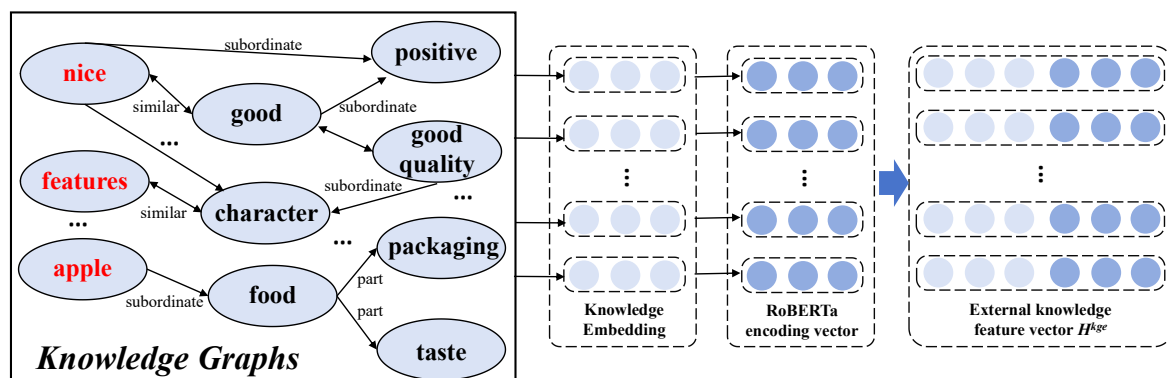 subordinate
positive
nice
similar
good
subordinate
...
good
quality
features
subordinate
...
similar
character
...
...
packaging
apple
part
subordinate
food
part
taste
Knowledge Graphs
...
Knowledge
Embedding
...
RoBERTa
encoding vector
...
External knowledge
feature vector H^kge